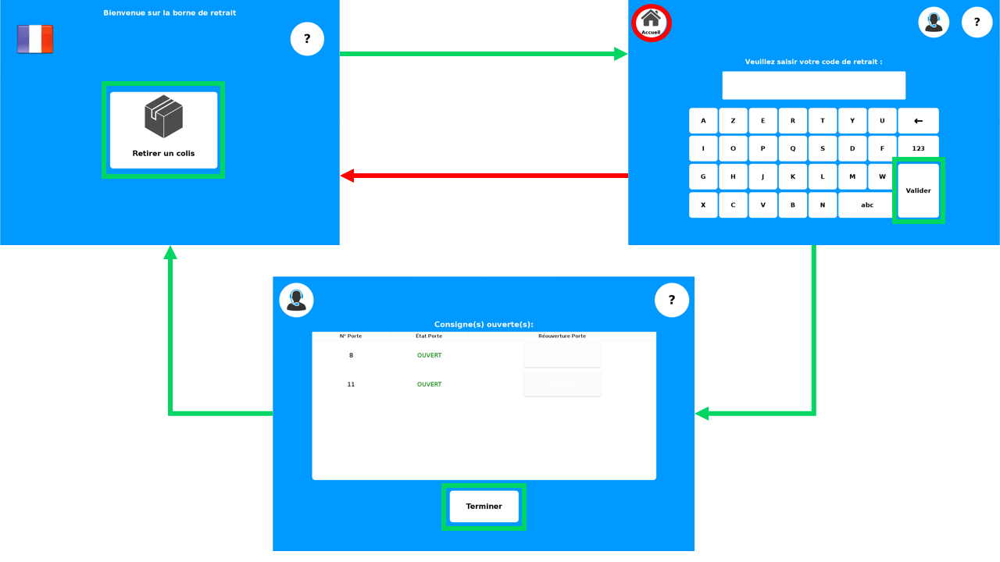 Bienvenue sur la borne de retrait
?
Retirer un colis
Accueil
?
Veuillez saisir votre code de retrait :
A Z E R T Y U ←
I O P Q S D F 123
G H J K L M W Valider
X C V B N abc
?
Consigne(s) ouverte(s):
N° Porte État Porte Réouverture Porte
8 OUVERT
11 OUVERT
Terminer